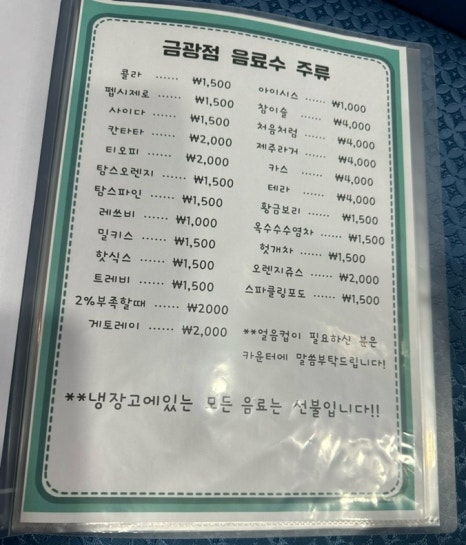 금광점 음료수 주류
콜라 ...... ₩1,500
펩시제로 ...... ₩1,500
사이다 ...... ₩1,500
칸타타 ...... ₩2,000
티오피 ...... ₩2,000
탐스오렌지 ...... ₩1,500
탐스파인 ...... ₩1,500
레쓰비 ...... ₩1,000
밀키스 ...... ₩1,500
핫식스 ...... ₩1,500
트레비 ...... ₩1,500
2%부족할때 ...... ₩2000
게토레이 ...... ₩2,000
아이시스 ...... ₩1,000
참이슬 ...... ₩4,000
처음처럼 ...... ₩4,000
제주라거 ...... ₩4,000
카스 ...... ₩4,000
테라 ...... ₩4,000
황금보리 ...... ₩1,500
옥수수수염차 ...... ₩1,500
헛개차 ...... ₩1,500
오렌지쥬스 ...... ₩2,000
스파클링포도 ...... ₩1,500
**얼음컵이 필요하신 분은
카운터에 말씀부탁드립니다!
**냉장고에있는 모든 음료는 선불입니다!!